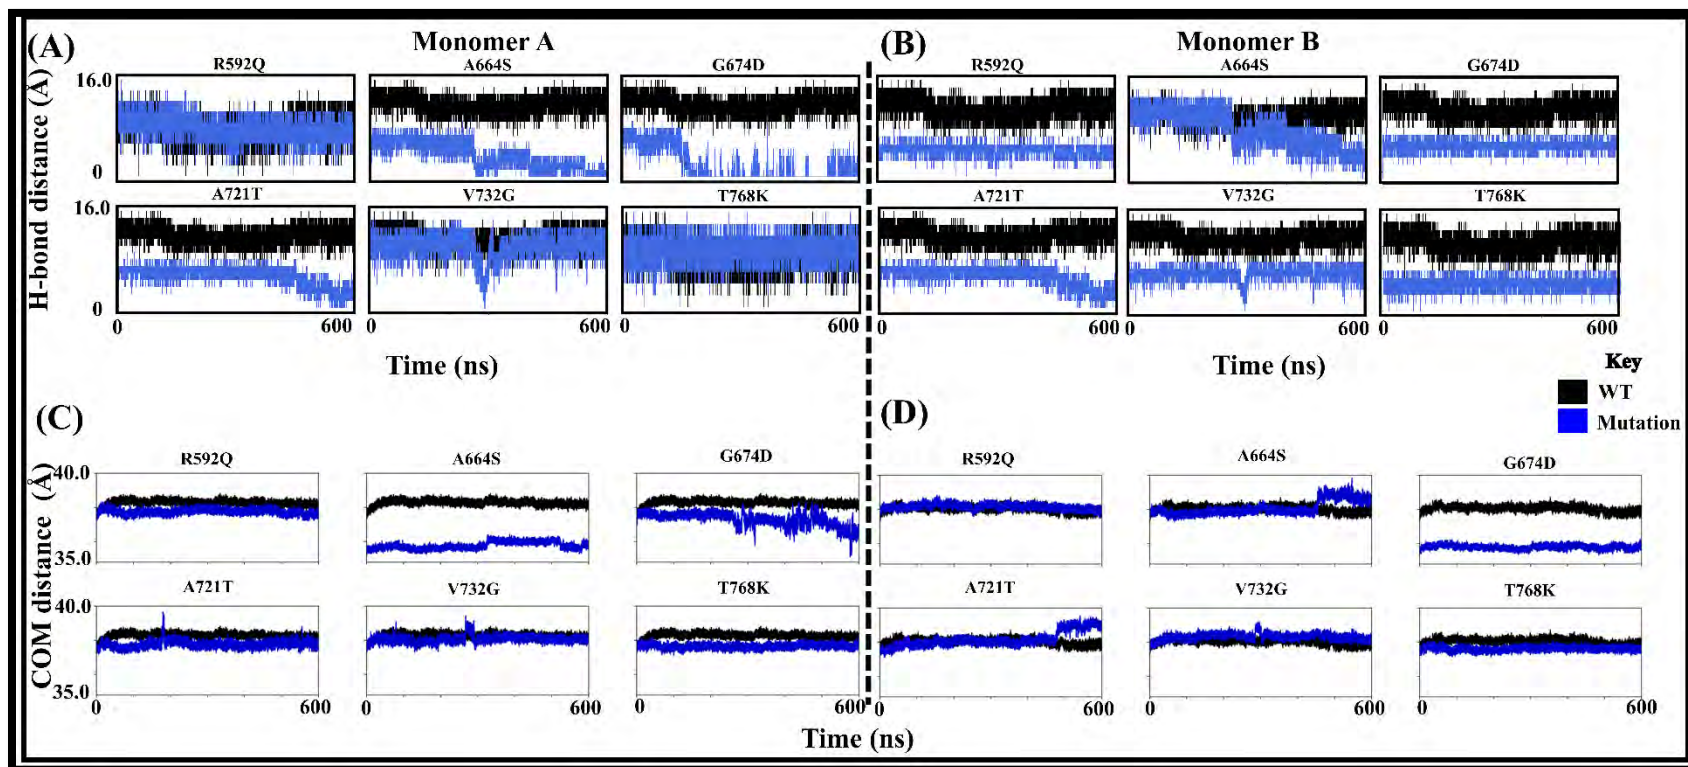 (A)
Monomer A
(B)
Monomer B
R592Q
A664S
G674D
R592Q
A664S
G674D
H-bond distance (Å)
16.0
0
A721T
V732G
T768K
A721T
V732G
T768K
16.0
0
0
600
0
600
0
600
0
600
0
600
0
600
Time (ns)
Time (ns)
Key
WT
Mutation
(C)
(D)
R592Q
A664S
G674D
R592Q
A664S
G674D
COM distance (Å)
40.0
35.0
A721T
V732G
T768K
A721T
V732G
T768K
40.0
35.0
0
600
0
600
0
600
0
600
0
600
0
600
Time (ns)